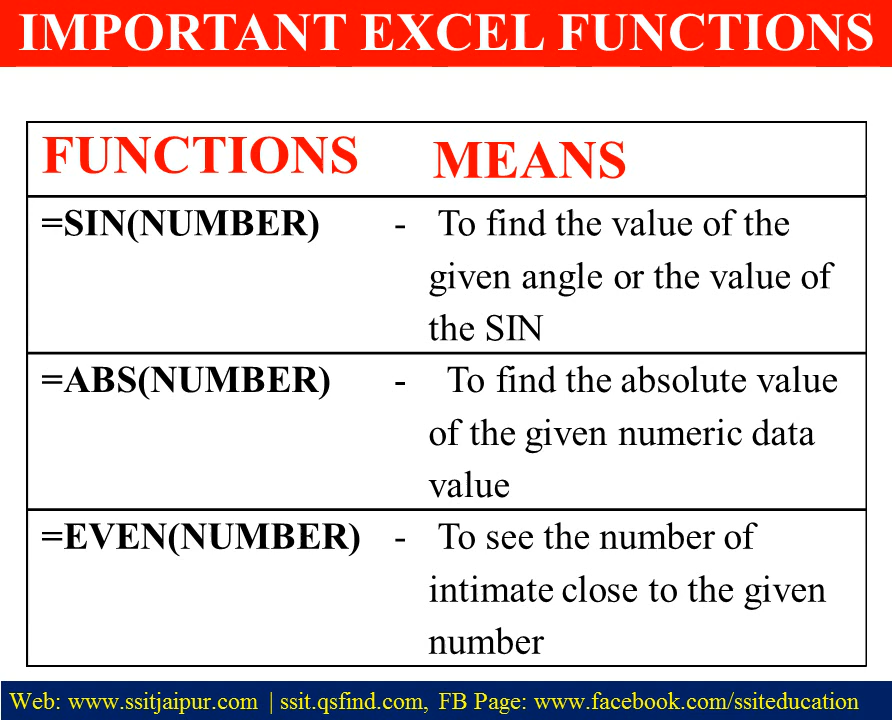 IMPORTANT EXCEL FUNCTIONS
FUNCTIONS MEANS
=SIN(NUMBER) - To find the value of the
given angle or the value of
the SIN
=ABS(NUMBER) - To find the absolute value
of the given numeric data
value
=EVEN(NUMBER) - To see the number of
intimate close to the given
number
Web: www.ssitjaipur.com | ssit.qsfind.com, FB Page: www.facebook.com/ssiteducation